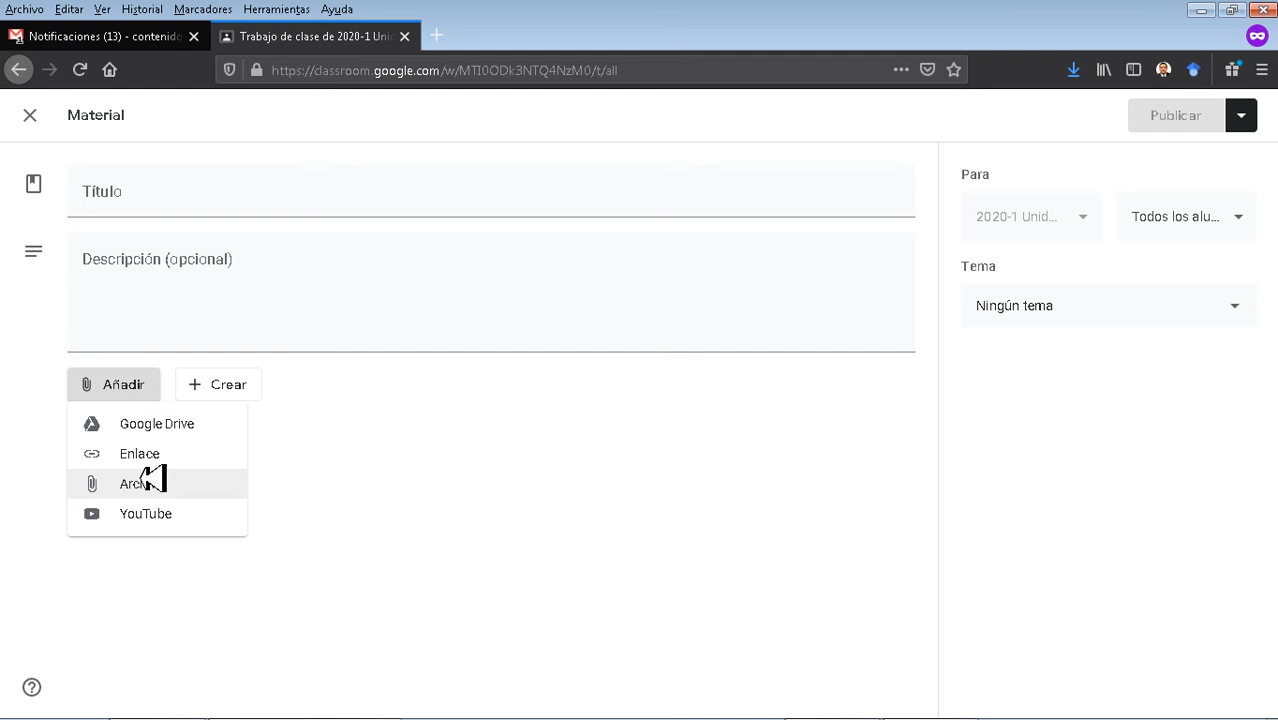 Archivo Editar Ver Historial Marcadores Herramientas Ayuda
Notificaciones (13) - contenido
Trabajo de clase de 2020-1 Uni
https://classroom.google.com/w/MTI0ODk3NTQ4NzM0/t/all
Material
Publicar
Título
Para
2020-1 Unid...
Todos los alu...
Descripción (opcional)
Tema
Ningún tema
Añadir
Crear
Google Drive
Enlace
YouTube